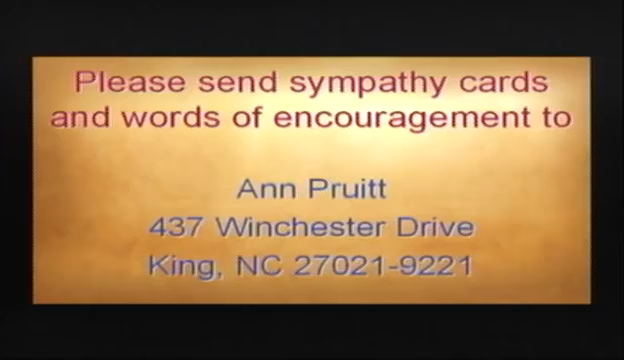 Please send sympathy cards
and words of encouragement to
Ann Pruitt
437 Winchester Drive
King, NC 27021-9221